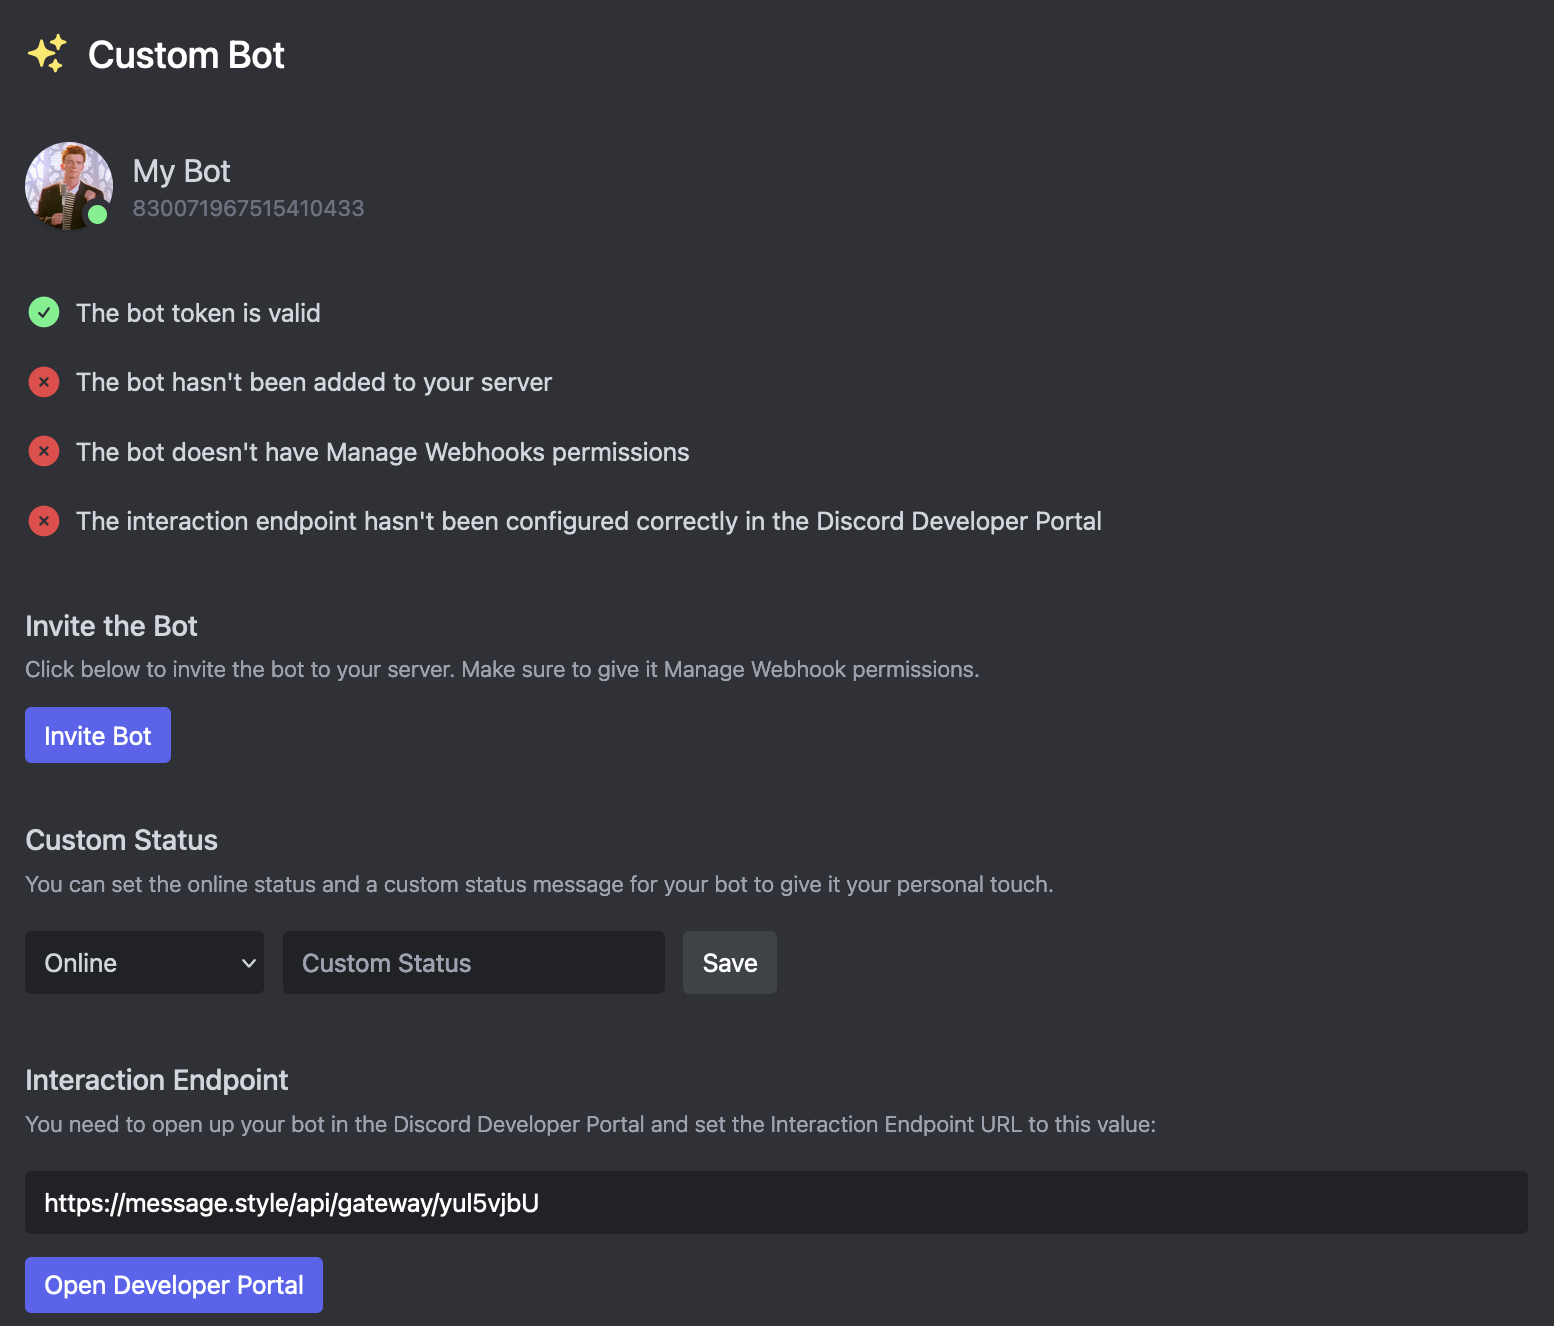 Custom Bot
My Bot
830071967515410433
The bot token is valid
The bot hasn't been added to your server
The bot doesn't have Manage Webhooks permissions
The interaction endpoint hasn't been configured correctly in the Discord Developer Portal
Invite the Bot
Click below to invite the bot to your server. Make sure to give it Manage Webhook permissions.
Invite Bot
Custom Status
You can set the online status and a custom status message for your bot to give it your personal touch.
Online
Custom Status
Save
Interaction Endpoint
You need to open up your bot in the Discord Developer Portal and set the Interaction Endpoint URL to this value:
https://message.style/api/gateway/yul5vjbU
Open Developer Portal